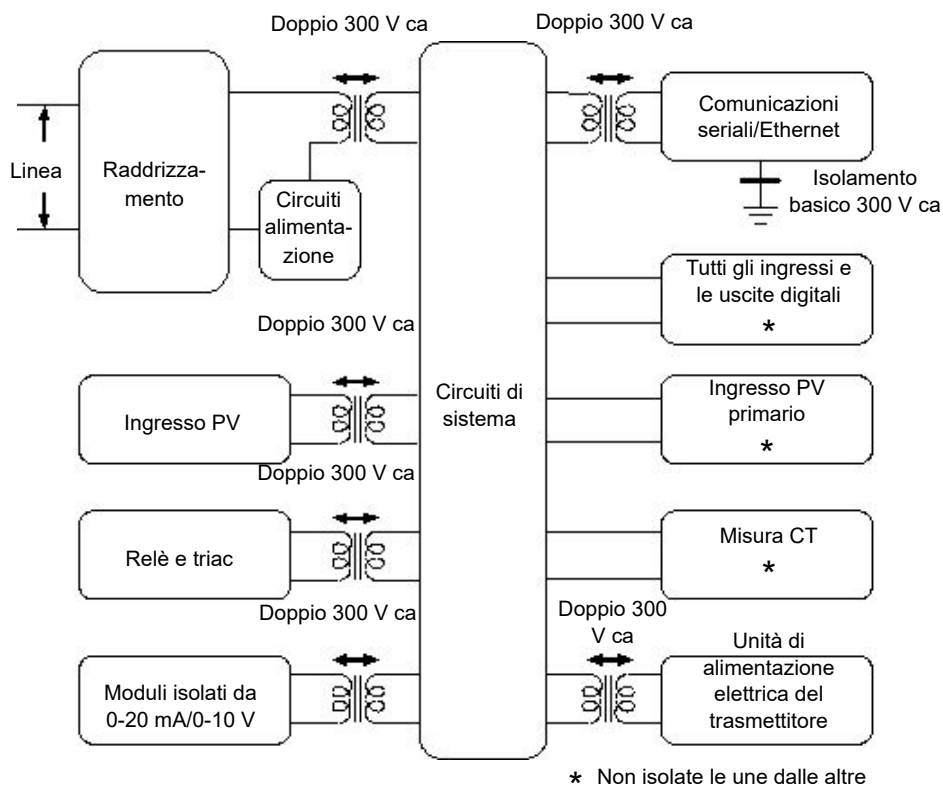 Doppio 300 V ca
Doppio 300 V ca
Linea
Raddrizza-
mento
Circuiti
alimenta-
zione
Comunicazioni
seriali/Ethernet
Isolamento
basico 300 V ca
Tutti gli ingressi e
le uscite digitali
*
Doppio 300 V ca
Ingresso PV
Circuiti di
sistema
Ingresso PV
primario
*
Doppio 300 V ca
Relè e triac
Misura CT
*
Doppio 300 V ca
Doppio 300
V ca
Moduli isolati da
0-20 mA/0-10 V
Unità di
alimentazione
elettrica del
trasmettitore
* Non isolate le une dalle altre